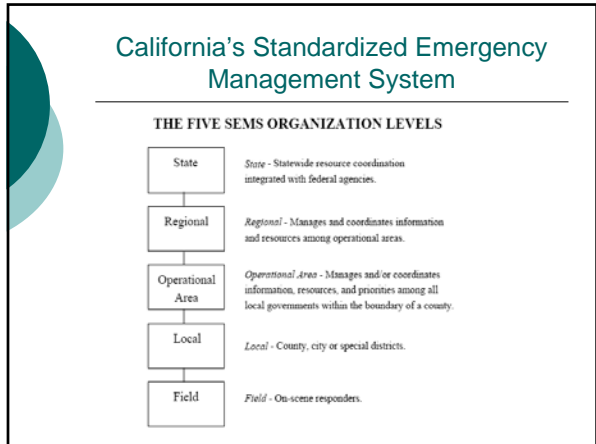 California's Standardized Emergency
Management System
THE FIVE SEMS ORGANIZATION LEVELS
State
State - Statewide resource coordination
integrated with federal agencies.
Regional
Regional - Manages and coordinates information
and resources among operational areas.
Operational
Area
Operational Area - Manages and/or coordinates
information, resources, and priorities among all
local governments within the boundary of a county.
Local
Local - County, city or special districts.
Field
Field - On-scene responders.